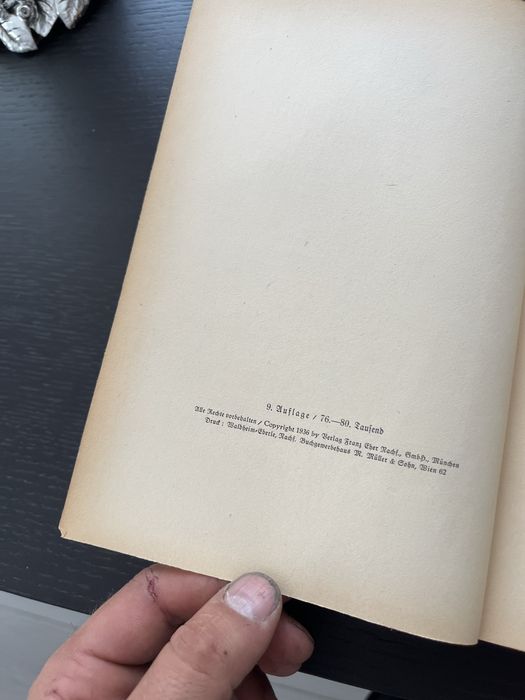 9. Auflage / 76.—80. Tausend
Alle Rechte vorbehalten / Copyright 1936 by Verlag Franz Eher Nachf., GmbH., München
Druck: Waldheim-Eberle, Nachf. Buchgewerbehaus M. Müller & Sohn, Wien 62